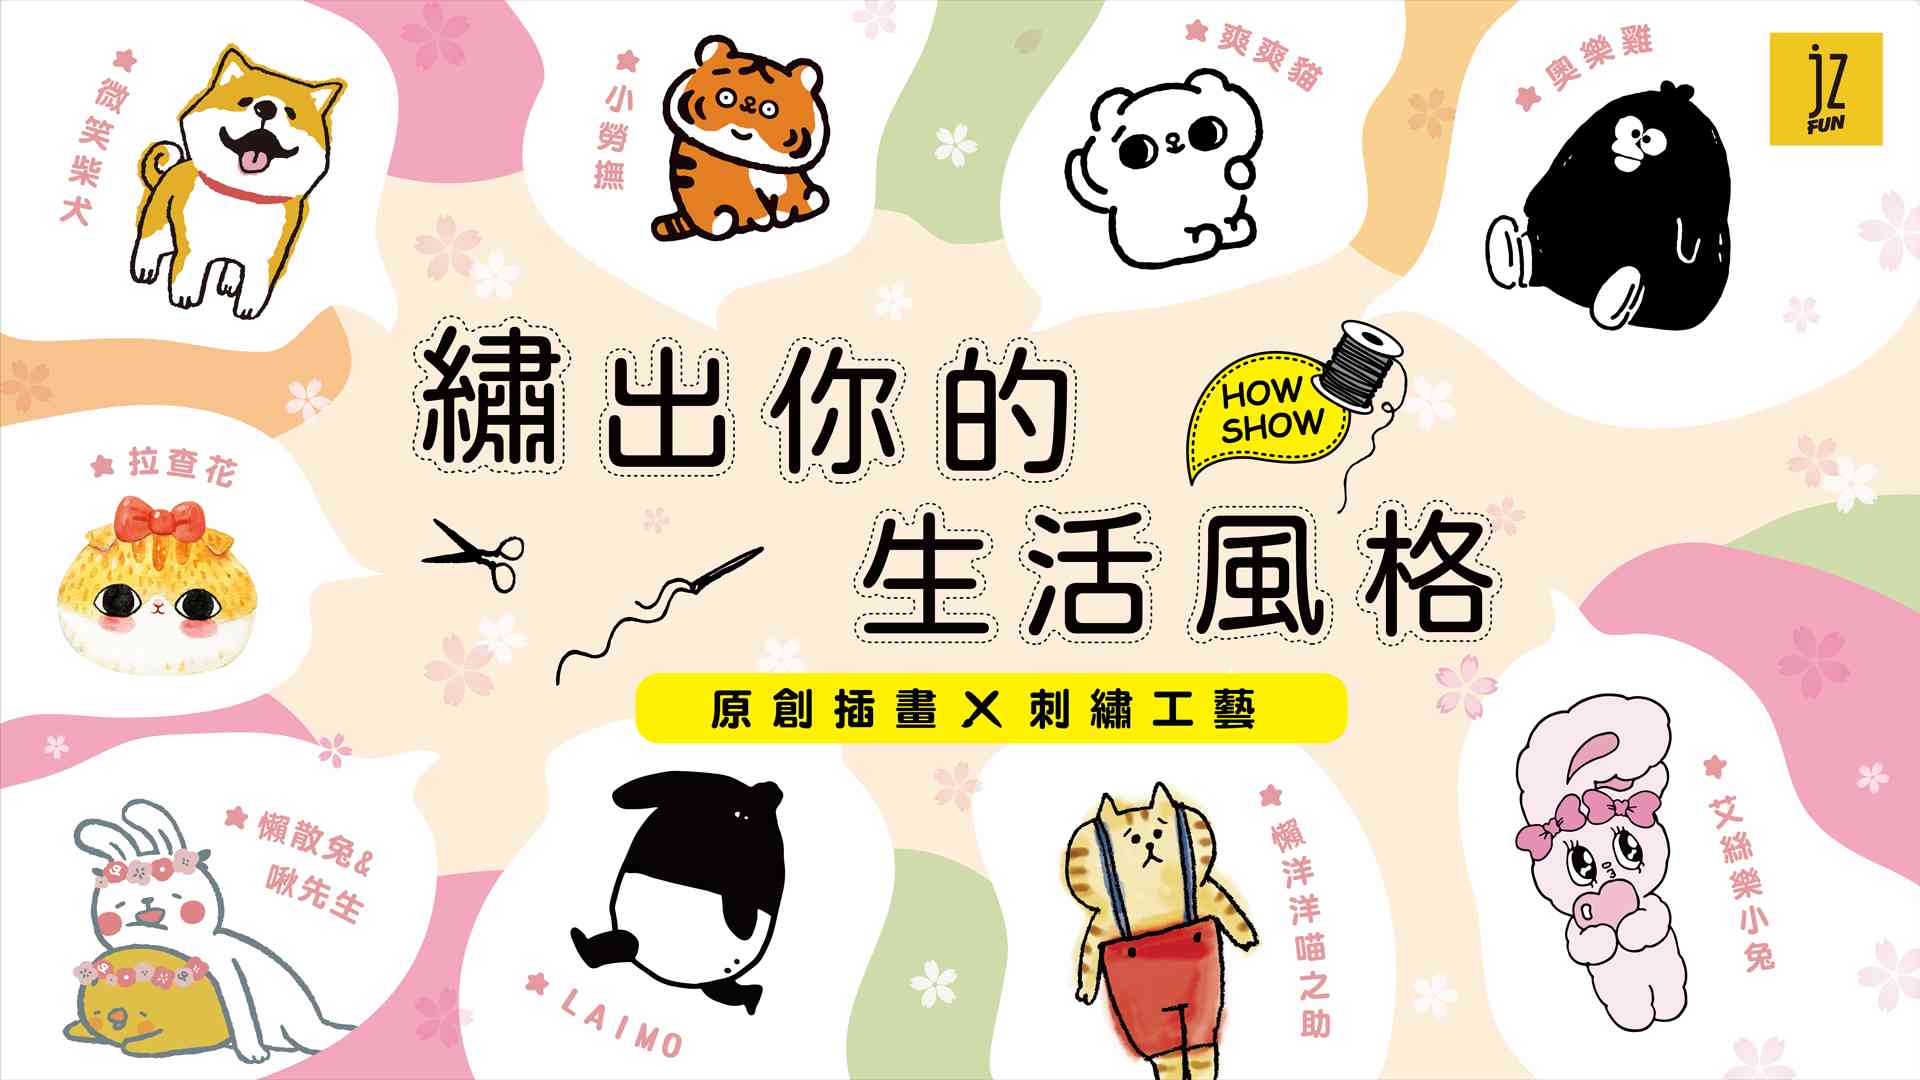 微笑柴犬
小勞撫
爽爽貓
奧樂雞
jz
FUN
繡出你的
HOW
SHOW
生活風格
拉查花
原創插畫X刺繡工藝
懶散兔&
啾先生
LAIMO
懶洋洋喵之助
艾絲樂小兔